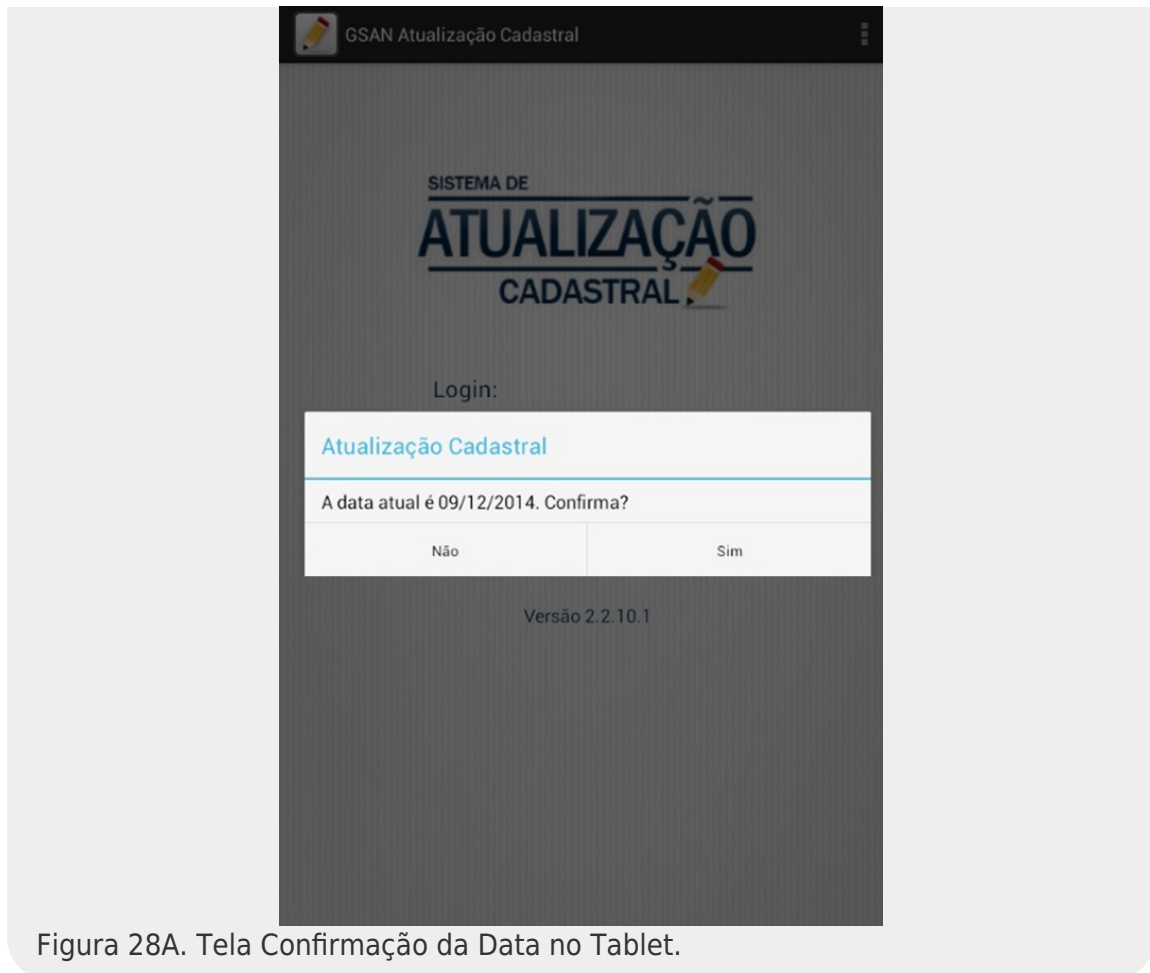 GSAN Atualização Cadastral
SISTEMA DE
ATUALIZAÇÃO
CADASTRAL
Login:
Atualização Cadastral
A data atual é 09/12/2014. Confirma?
Não Sim
Versão 2.2.10.1
Figura 28A. Tela Confirmação da Data no Tablet.